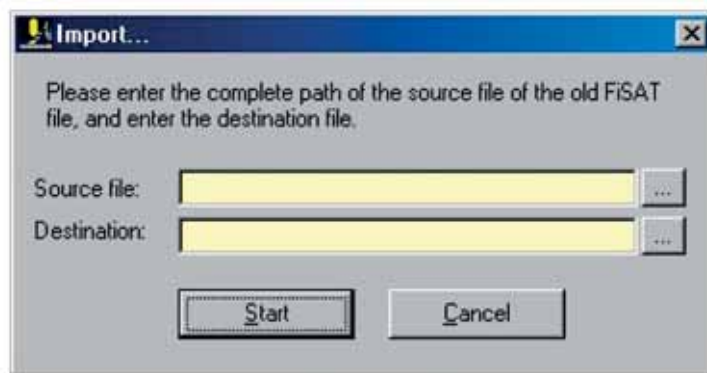 Import...
Please enter the complete path of the source file of the old FiSAT
file, and enter the destination file.
Source file:
...
Destination:
...
Start
Cancel